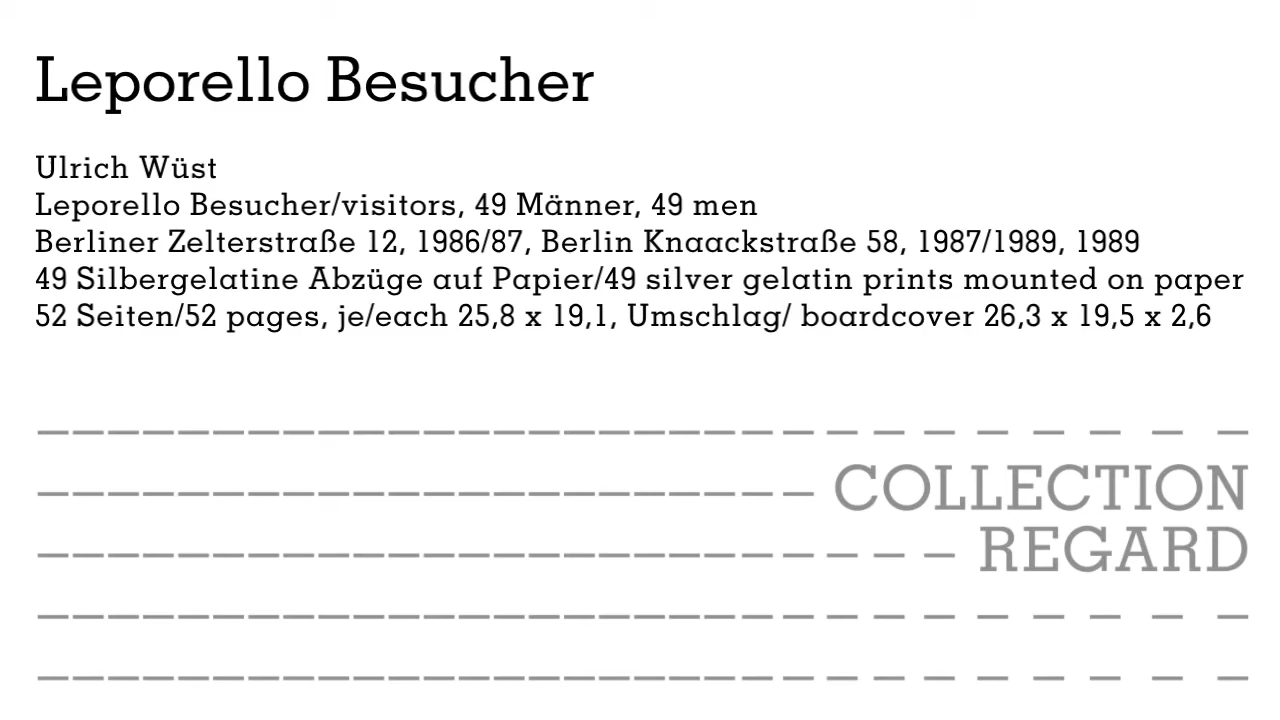 Leporello Besucher
Ulrich Wüst
Leporello Besucher/visitors, 49 Männer, 49 men
Berliner Zelterstraße 12, 1986/87, Berlin Knaackstraße 58, 1987/1989, 1989
49 Silbergelatine Abzüge auf Papier/49 silver gelatin prints mounted on paper
52 Seiten/52 pages, je/each 25,8 x 19,1, Umschlag/ boardcover 26,3 x 19,5 x 2,6
COLLECTION
REGARD